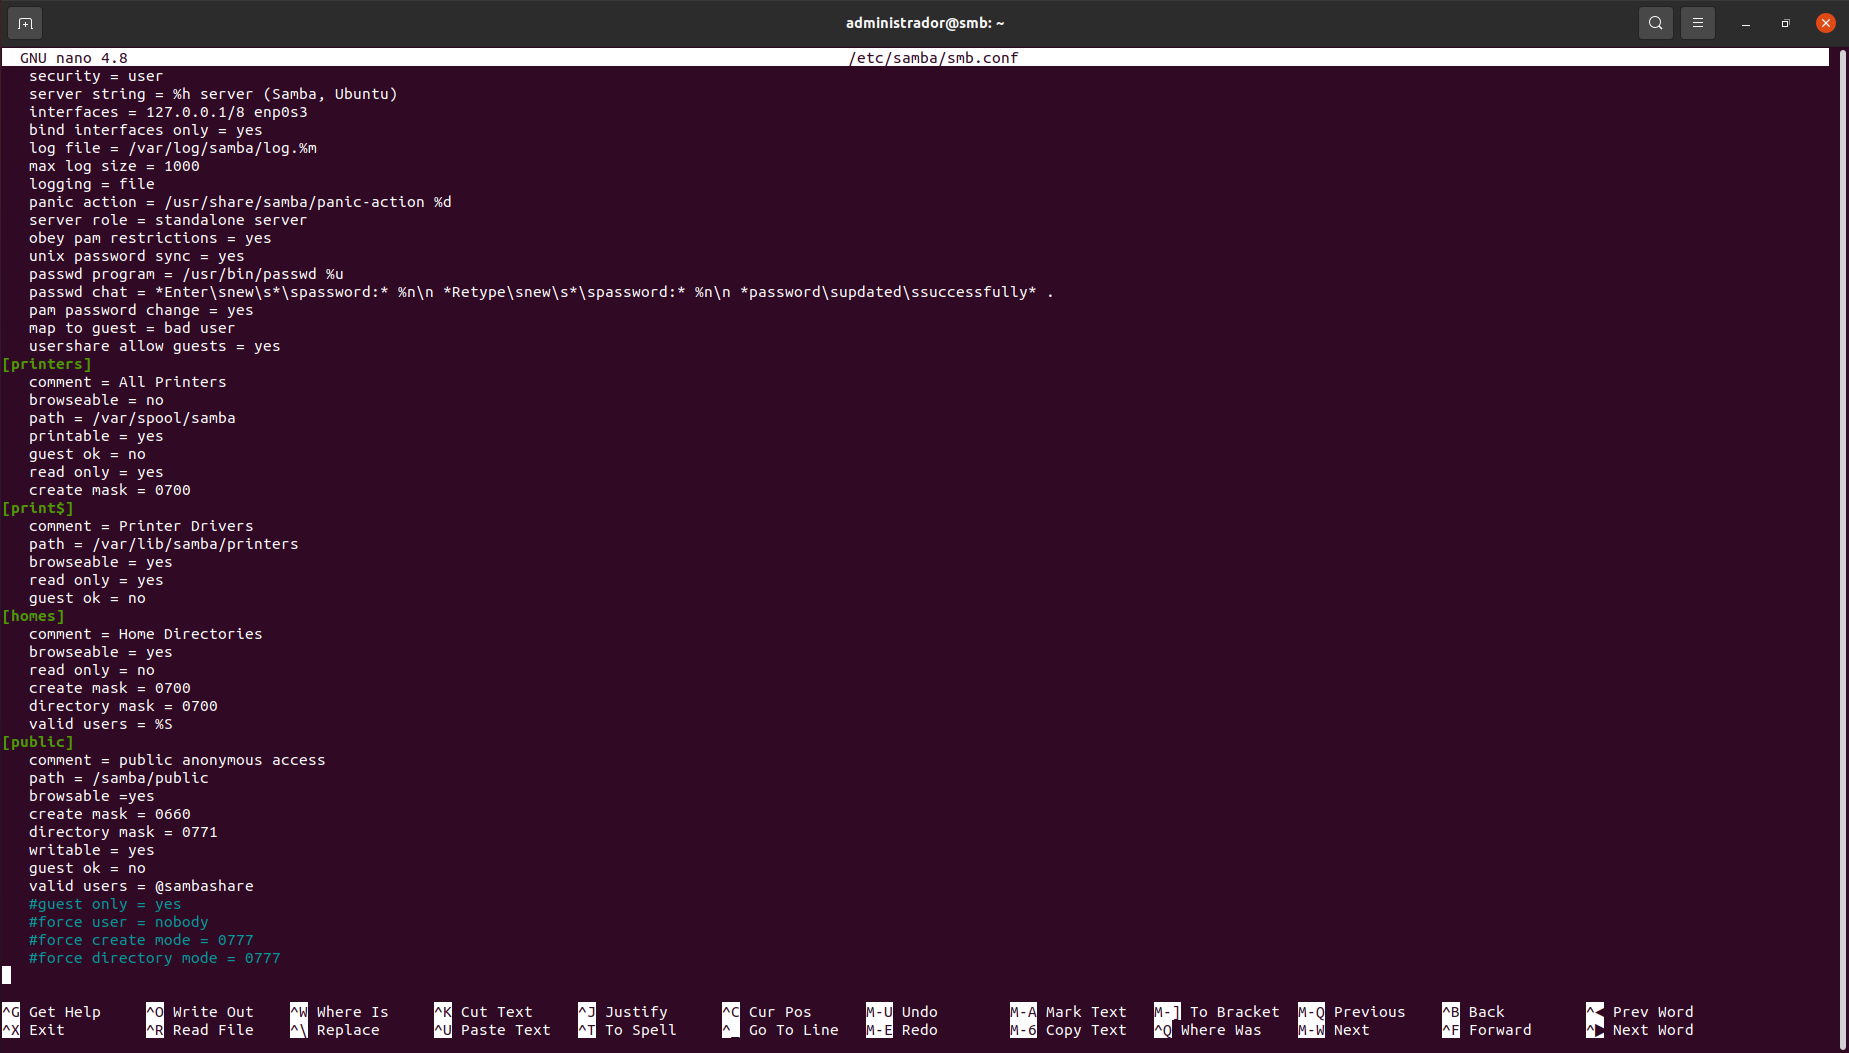 administrador@smb: ~
GNU nano 4.8 /etc/samba/smb.conf
security = user
server string = %h server (Samba, Ubuntu)
interfaces = 127.0.0.1/8 enp0s3
bind interfaces only = yes
log file = /var/log/samba/log.%m
max log size = 1000
logging = file
panic action = /usr/share/samba/panic-action %d
server role = standalone server
obey pam restrictions = yes
unix password sync = yes
passwd program = /usr/bin/passwd %u
passwd chat = *Enter\snew\s*\spassword:* %n\n *Retype\snew\s*\spassword:* %n\n *password\supdated\ssuccessfully* .
pam password change = yes
map to guest = bad user
usershare allow guests = yes
[printers]
comment = All Printers
browseable = no
path = /var/spool/samba
printable = yes
guest ok = no
read only = yes
create mask = 0700
[print$]
comment = Printer Drivers
path = /var/lib/samba/printers
browseable = yes
read only = yes
guest ok = no
[homes]
comment = Home Directories
browseable = yes
read only = no
create mask = 0700
directory mask = 0700
valid users = %S
[public]
comment = public anonymous access
path = /samba/public
browsable =yes
create mask = 0660
directory mask = 0771
writable = yes
guest ok = no
valid users = @sambashare
#guest only = yes
#force user = nobody
#force create mode = 0777
#force directory mode = 0777
^G Get Help ^O Write Out ^W Where Is ^K Cut Text ^J Justify ^C Cur Pos M-U Undo M-A Mark Text M-] To Bracket M-Q Previous ^B Back ^◀ Prev Word
^X Exit ^R Read File ^\ Replace ^U Paste Text ^T To Spell ^_ Go To Line M-E Redo M-6 Copy Text ^Q Where Was M-W Next ^F Forward ^▶ Next Word